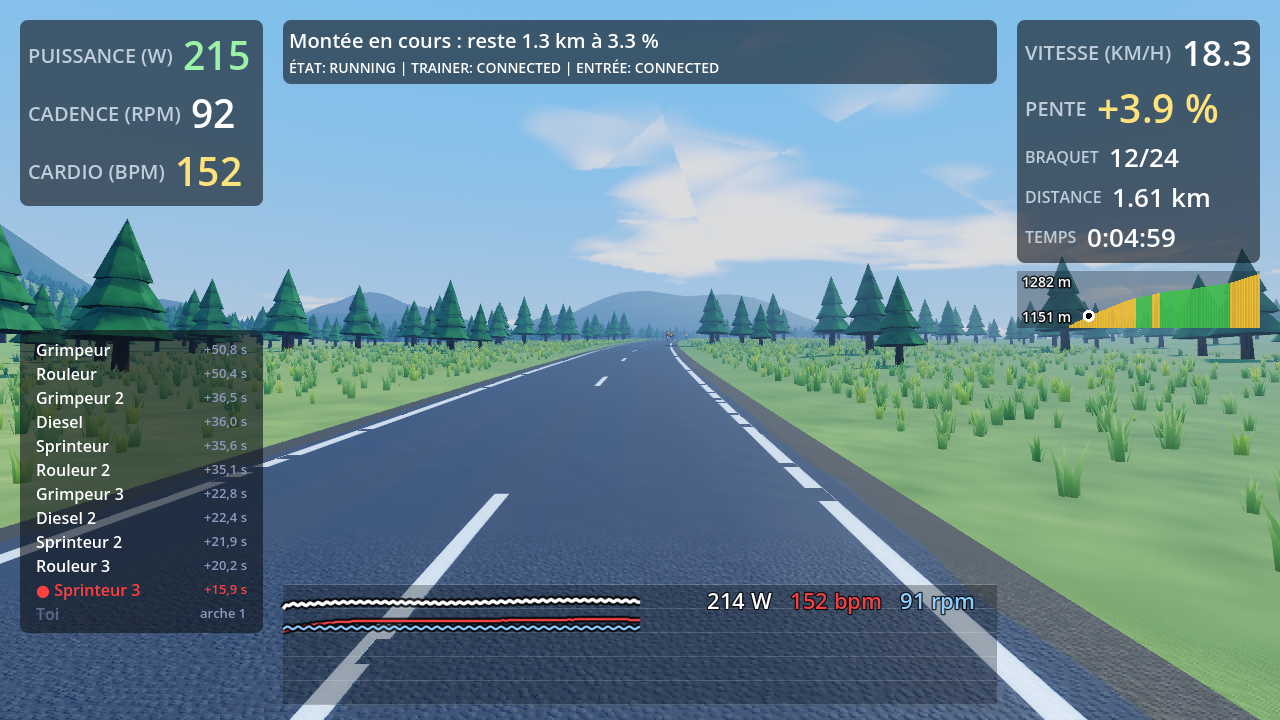 PUISSANCE (W) 215
CADENCE (RPM) 92
CARDIO (BPM) 152
Montée en cours : reste 1.3 km à 3.3 %
ÉTAT: RUNNING | TRAINER: CONNECTED | ENTRÉE: CONNECTED
VITESSE (KM/H) 18.3
PENTE +3.9 %
BRAQUET 12/24
DISTANCE 1.61 km
TEMPS 0:04:59
1282 m
1151 m
Grimpeur +50,8 s
Rouleur +50,4 s
Grimpeur 2 +36,5 s
Diesel +36,0 s
Sprinteur +35,6 s
Rouleur 2 +35,1 s
Grimpeur 3 +22,8 s
Diesel 2 +22,4 s
Sprinteur 2 +21,9 s
Rouleur 3 +20,2 s
Sprinteur 3 +15,9 s
Toi arche 1
214 W 152 bpm 91 rpm